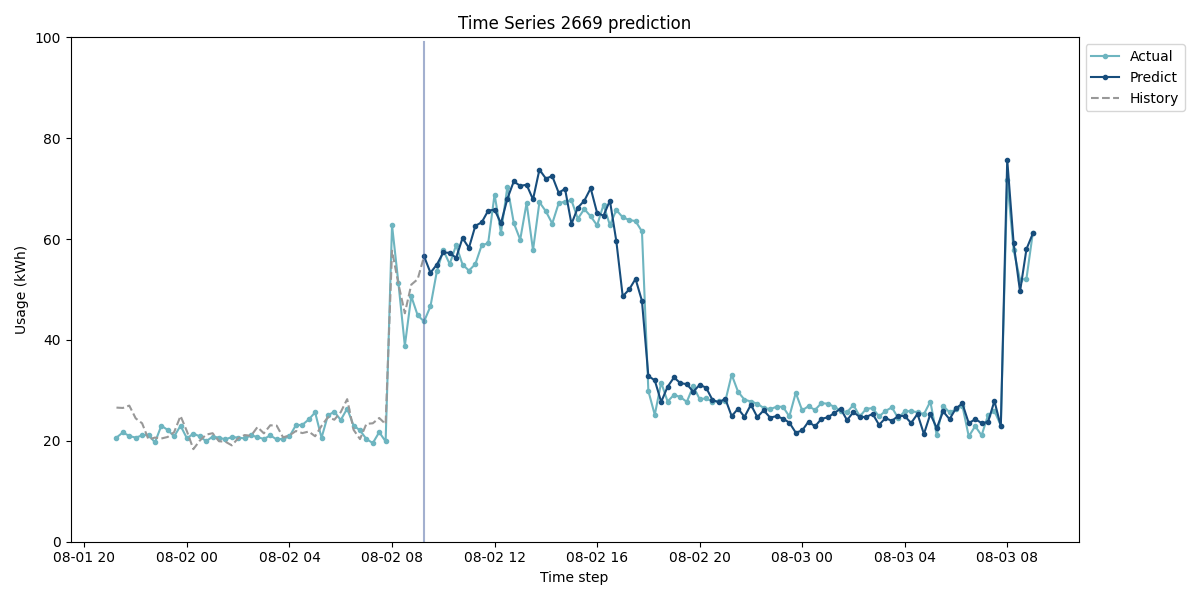 Time Series 2669 prediction
100
80
60
40
20
0
Usage (kWh)
08-01 20
08-02 00
08-02 04
08-02 08
08-02 12
08-02 16
08-02 20
08-03 00
08-03 04
08-03 08
Time step
Actual
Predict
History